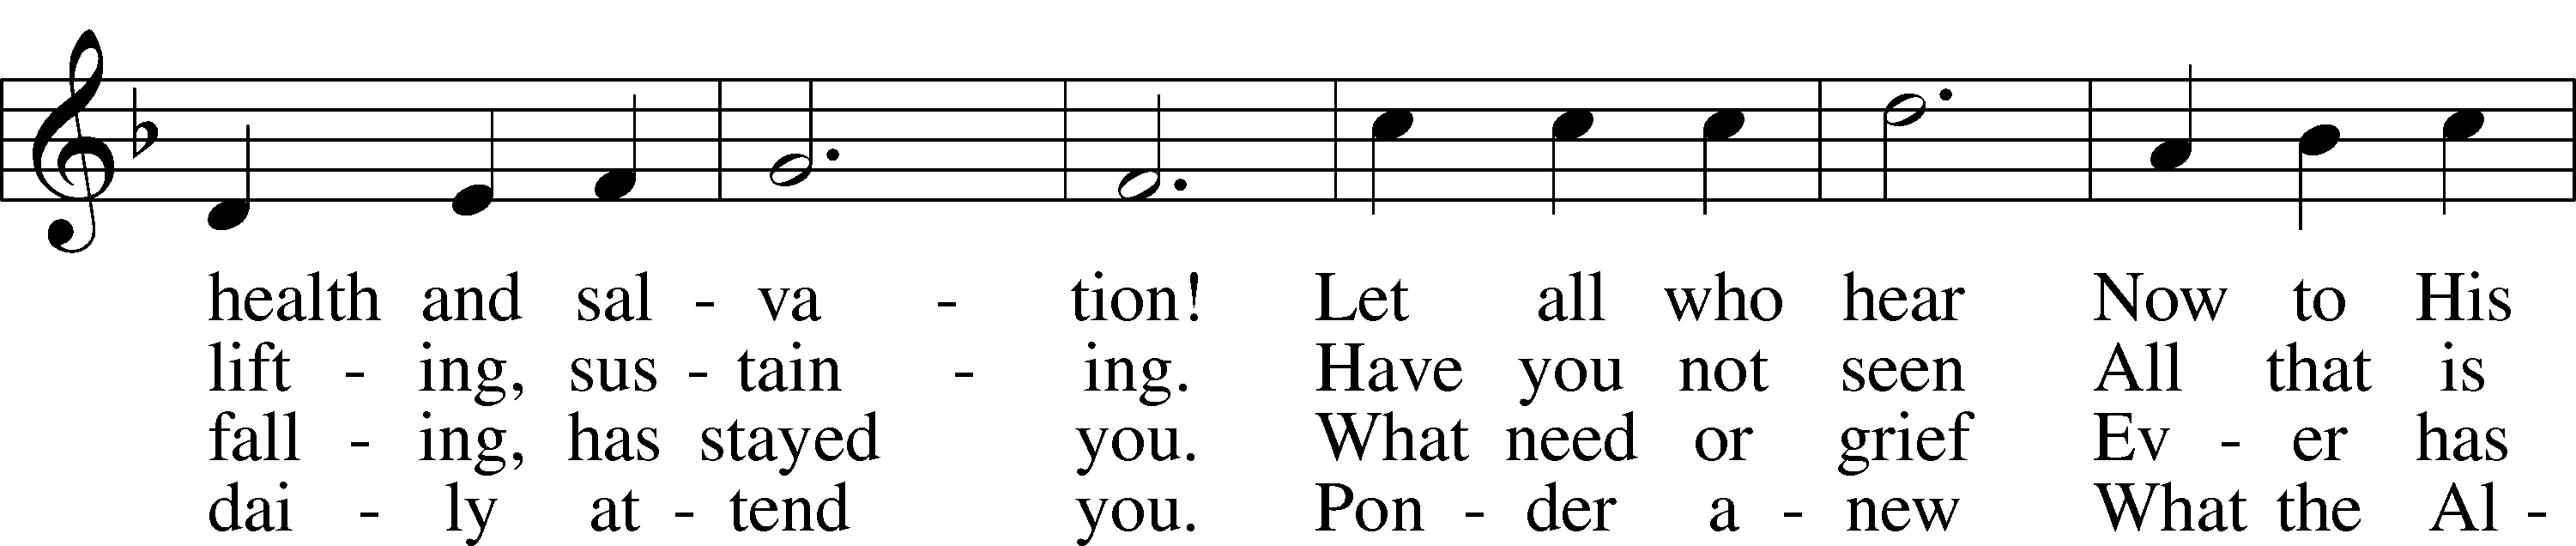 health and sal - va - tion! Let all who hear Now to His
lift - ing, sus - tain - ing. Have you not seen All that is
fall - ing, has stayed you. What need or grief Ev - er has
dai - ly at - tend you. Pon - der a - new What the Al -